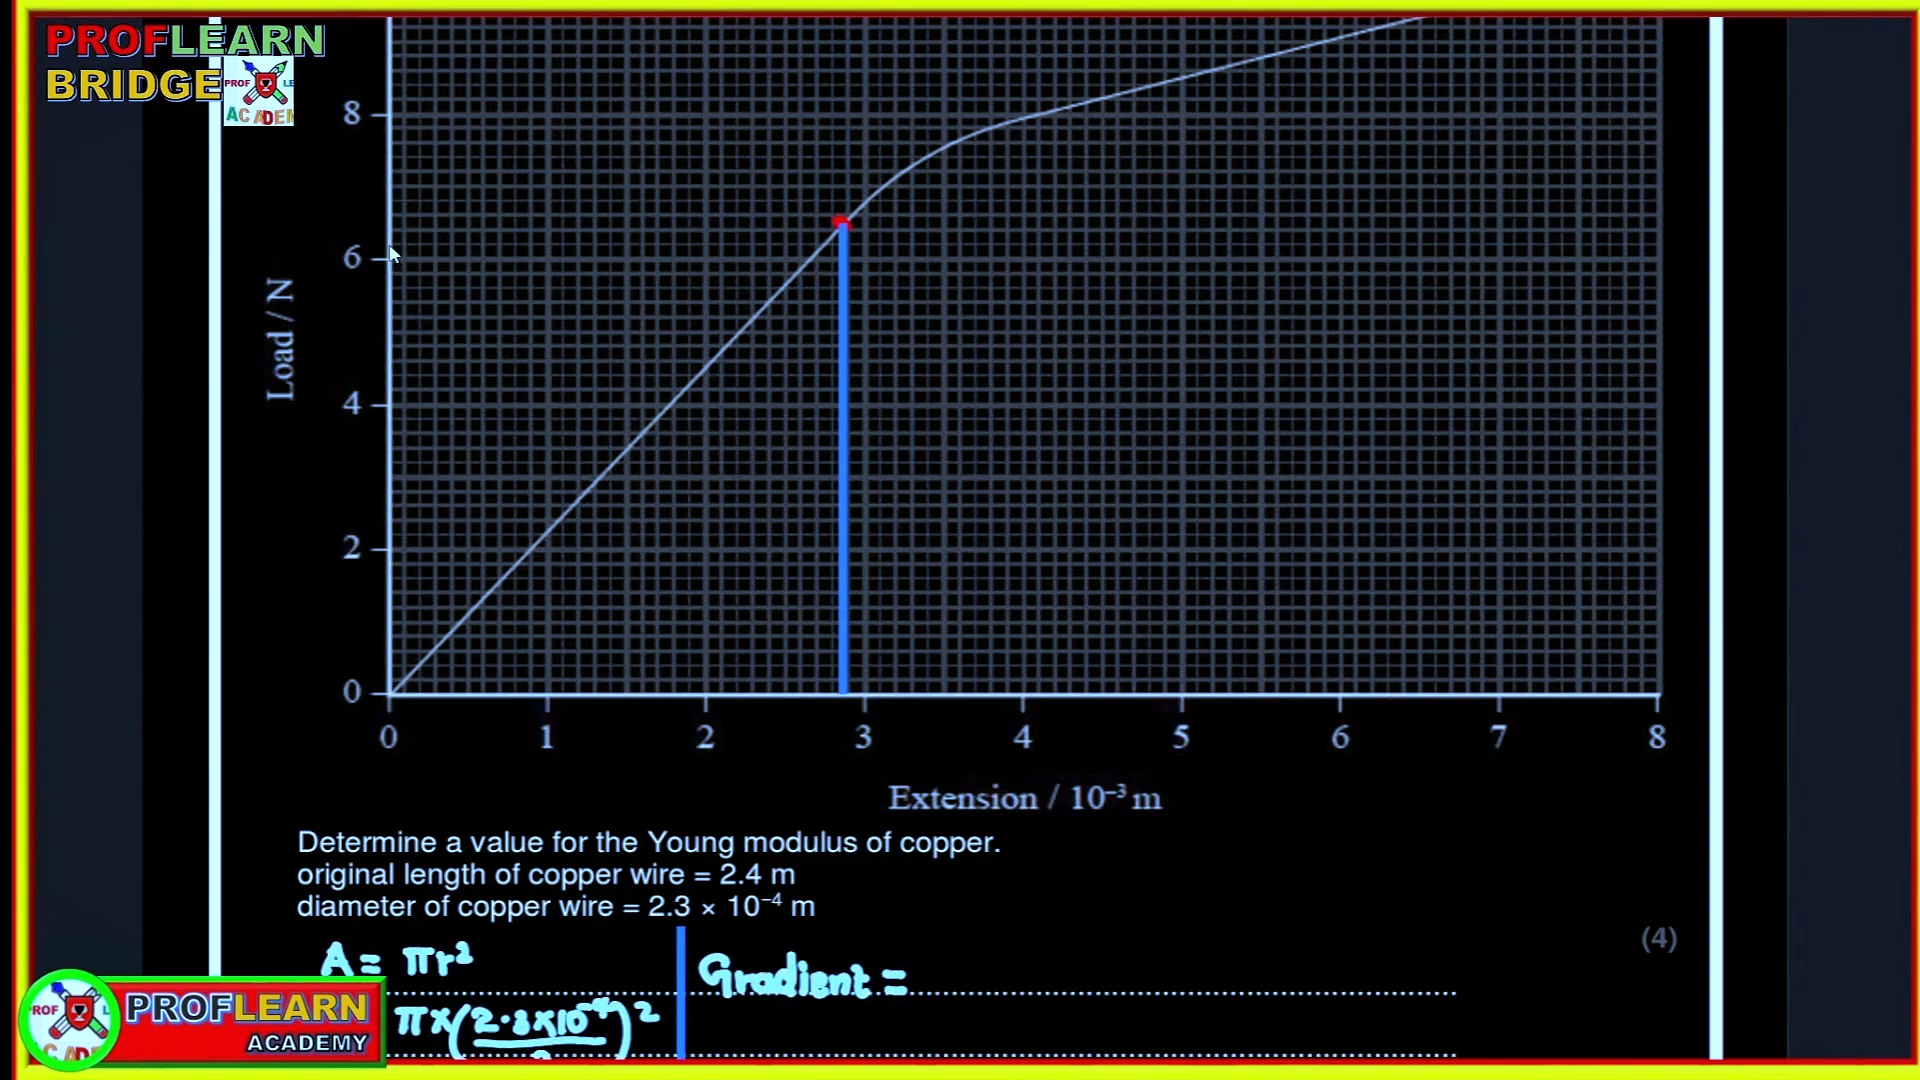 PROFLEARN
BRIDGE
ACADEM
8
6
4
2
0
Load / N
0 1 2 3 4 5 6 7 8
Extension / 10⁻³ m
Determine a value for the Young modulus of copper.
original length of copper wire = 2.4 m
diameter of copper wire = 2.3 × 10⁻⁴ m
(4)
A = πr²
Gradient =
π×(2.3×10⁻⁴)²
PROFLEARN
ACADEMY